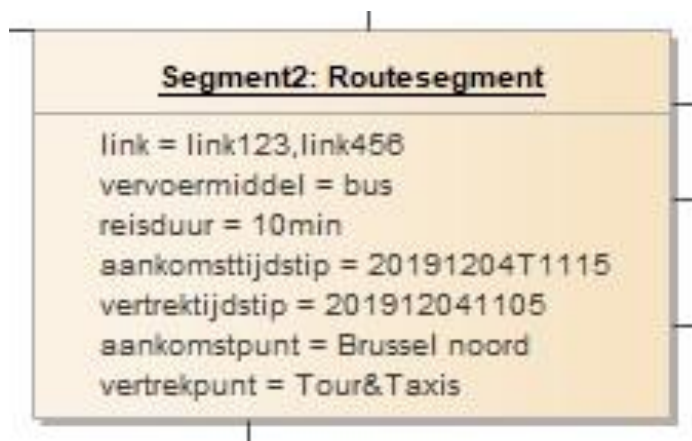 Segment2: Routesegment
link = link123,link456
vervoermiddel = bus
reisduur = 10min
aankomsttijdstip = 20191204T1115
vertrektijdstip = 201912041105
aankomstpunt = Brussel noord
vertrekpunt = Tour&Taxis